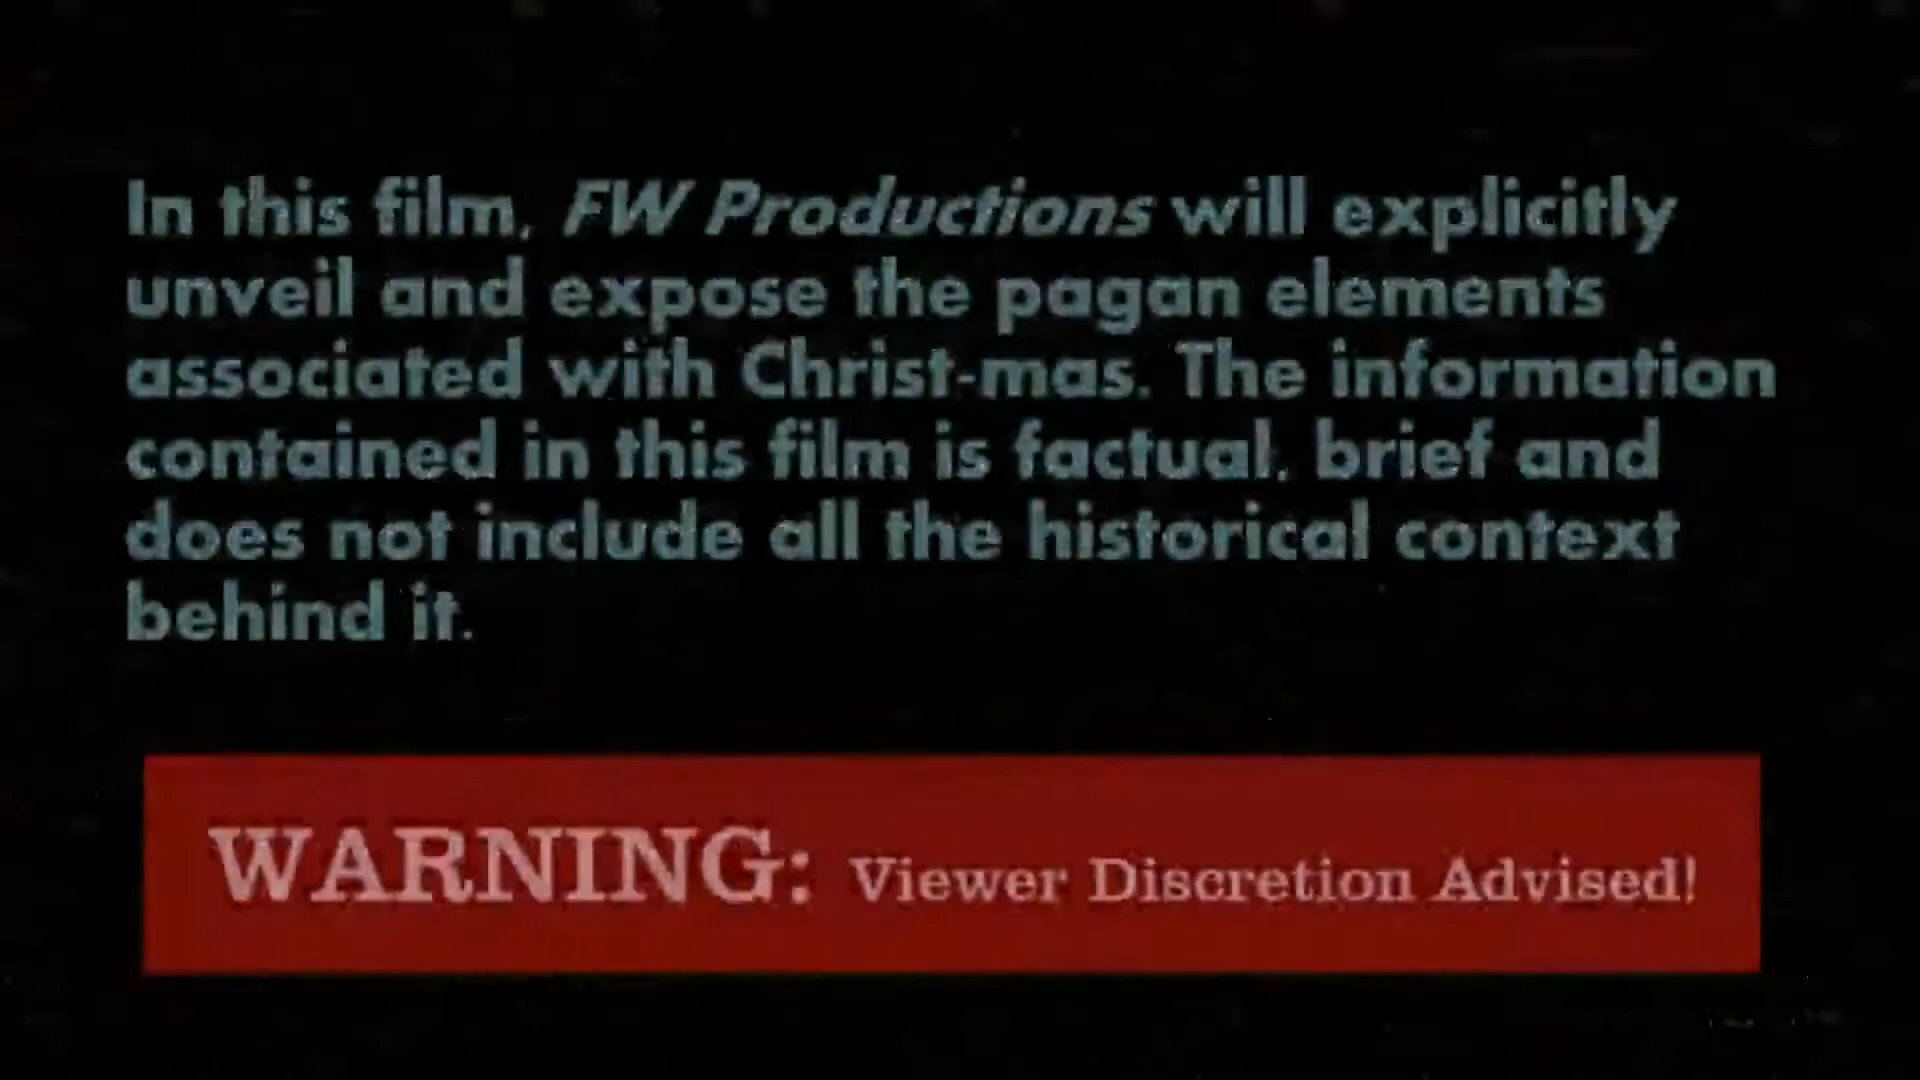 In this film, FW Productions will explicitly
unveil and expose the pagan elements
associated with Christ-mas. The information
contained in this film is factual, brief and
does not include all the historical context
behind it.
WARNING: Viewer Discretion Advised!